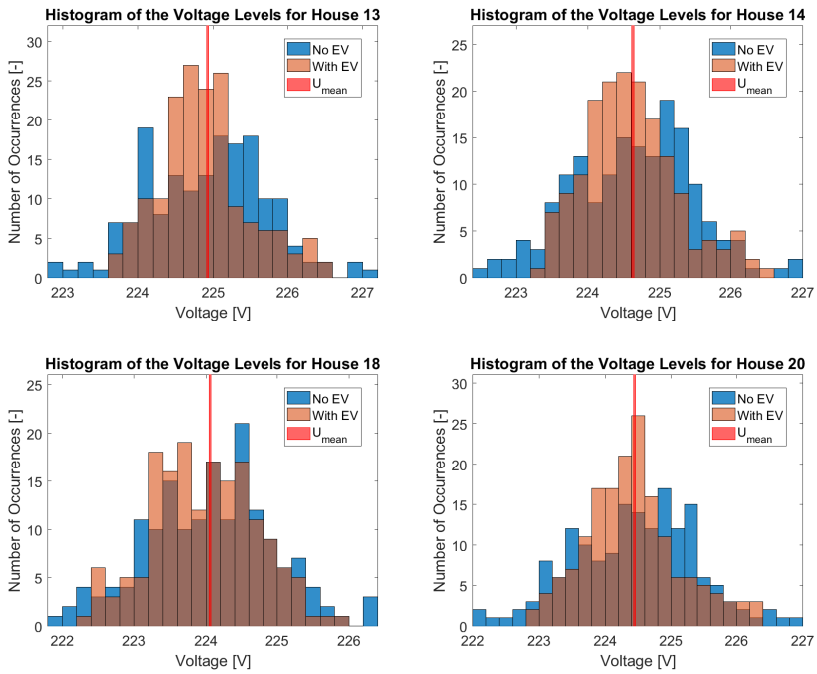 Histogram of the Voltage Levels for House 13
Number of Occurrences [-]
30
25
20
15
10
5
0
223
224
225
226
227
Voltage [V]
No EV
With EV
U_mean
Histogram of the Voltage Levels for House 14
Number of Occurrences [-]
25
20
15
10
5
0
223
224
225
226
227
Voltage [V]
No EV
With EV
U_mean
Histogram of the Voltage Levels for House 18
Number of Occurrences [-]
25
20
15
10
5
0
222
223
224
225
226
Voltage [V]
No EV
With EV
U_mean
Histogram of the Voltage Levels for House 20
Number of Occurrences [-]
30
25
20
15
10
5
0
222
223
224
225
226
227
Voltage [V]
No EV
With EV
U_mean